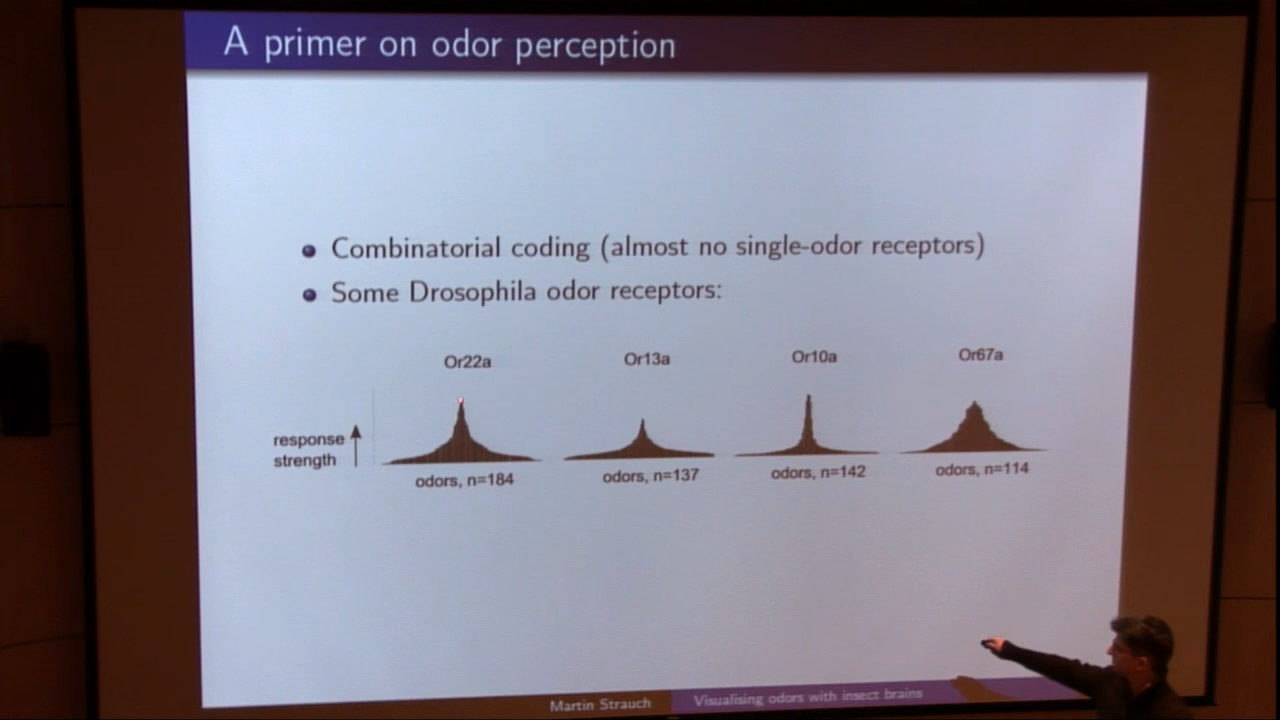 A primer on odor perception
Combinatorial coding (almost no single-odor receptors)
Some Drosophila odor receptors:
Or22a Or13a Or10a Or67a
response
strength
odors, n=184 odors, n=137 odors, n=142 odors, n=114
Martin Strauch Visualising odors with insect brains